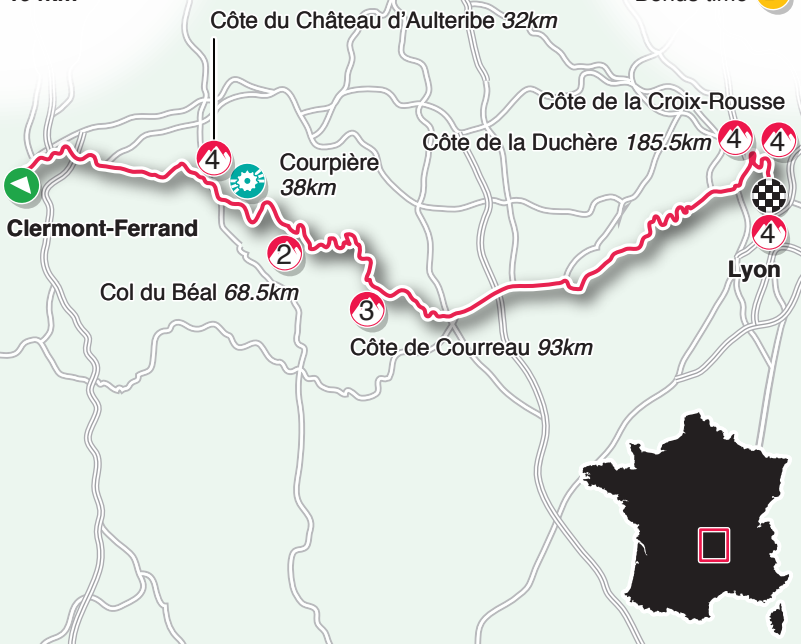 Côte du Château d'Aulteribe 32km
Côte de la Croix-Rousse
4
4
Côte de la Duchère 185.5km
4
Courpière
38km
Clermont-Ferrand
4
2
Lyon
Col du Béal 68.5km
3
Côte de Courreau 93km